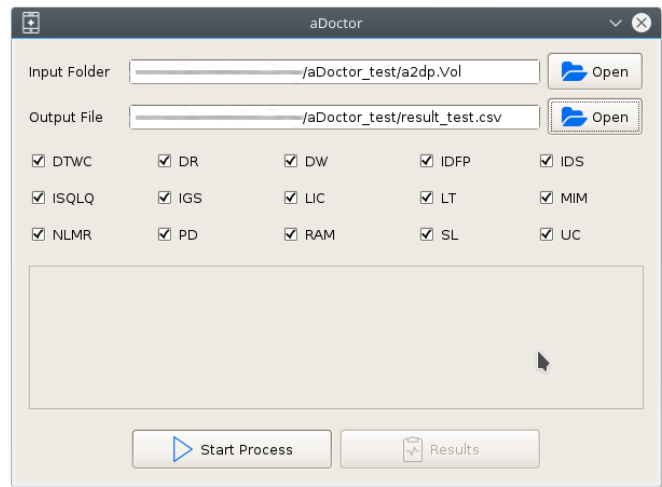 aDoctor
Input Folder /aDoctor_test/a2dp.Vol Open
Output File /aDoctor_test/result_test.csv Open
DTWC DR DW IDFP IDS
ISQLQ IGS LIC LT MIM
NLMR PD RAM SL UC
Start Process Results